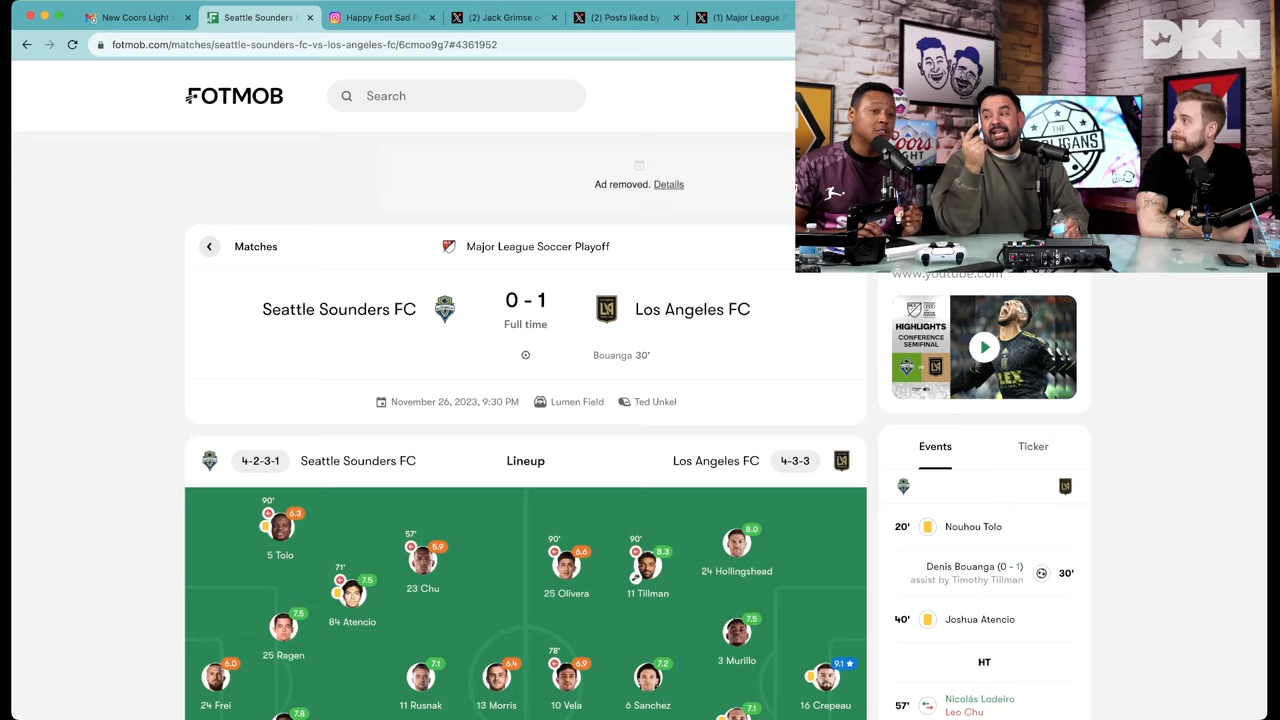 New Coors Light
Fotmob Seattle Sounders
Happy Foot Sad F
(2) Jack Grimse
(2) Posts liked by
(1) Major League S
fotmob.com/matches/seattle-sounders-fc-vs-los-angeles-fc/6cmoo9g7#4361952
DKN
Coors
LIGHT
THE
FOTMOB
Search
Ad removed. Details
Matches
Major League Soccer Playoff
www.youtube.com
Seattle Sounders FC
0 - 1
Los Angeles FC
Full time
Bouanga 30'
HIGHLIGHTS
CONFERENCE
SEMIFINAL
November 26, 2023, 9:30 PM
Lumen Field
Ted Unkel
4-2-3-1
Seattle Sounders FC
Lineup
Los Angeles FC
4-3-3
Events
Ticker
90'
6.3
5 Tolo
71'
7.5
84 Atencio
57'
5.9
23 Chu
90'
6.6
25 Olivera
90'
8.3
11 Tillman
8.0
24 Hollingshead
7.5
25 Ragen
7.5
3 Murillo
6.0
24 Frei
7.1
11 Rusnak
6.4
13 Morris
78'
6.9
10 Vela
7.2
6 Sanchez
9.1
16 Crepeau
7.8
7.1
20'
Nouhou Tolo
Denis Bouanga (0 - 1)
assist by Timothy Tillman
30'
40'
Joshua Atencio
HT
57'
Nicolás Lodeiro
Leo Chu